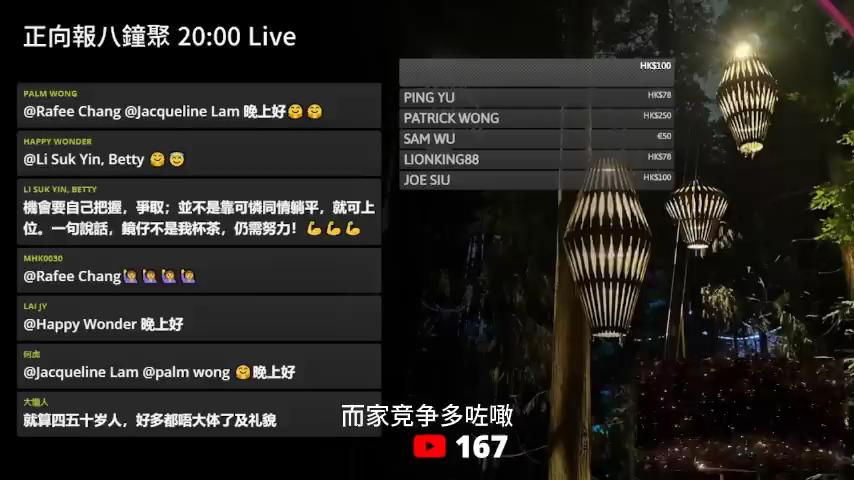 正向報八鐘聚 20:00 Live
PALM WONG
@Rafee Chang @Jacqueline Lam 晚上好🤗 🤗
HAPPY WONDER
@Li Suk Yin, Betty 🤗 😇
LI SUK YIN, BETTY
機會要自己把握，爭取；並不是靠可憐同情躺平，就可上
位。一句說話，鏡仔不是我杯茶，仍需努力！💪 💪 💪
MHK0030
@Rafee Chang🙋‍♀️ 🙋‍♀️ 🙋‍♀️ 🙋‍♀️
LAI JY
@Happy Wonder 晚上好
何虎
@Jacqueline Lam @palm wong 🤗晚上好
大懶人
就算四五十岁人，好多都唔大体了及礼貌
HK$100
PING YU HK$78
PATRICK WONG HK$250
SAM WU €50
LIONKING88 HK$78
JOE SIU HK$100
而家竞争多咗噉
167